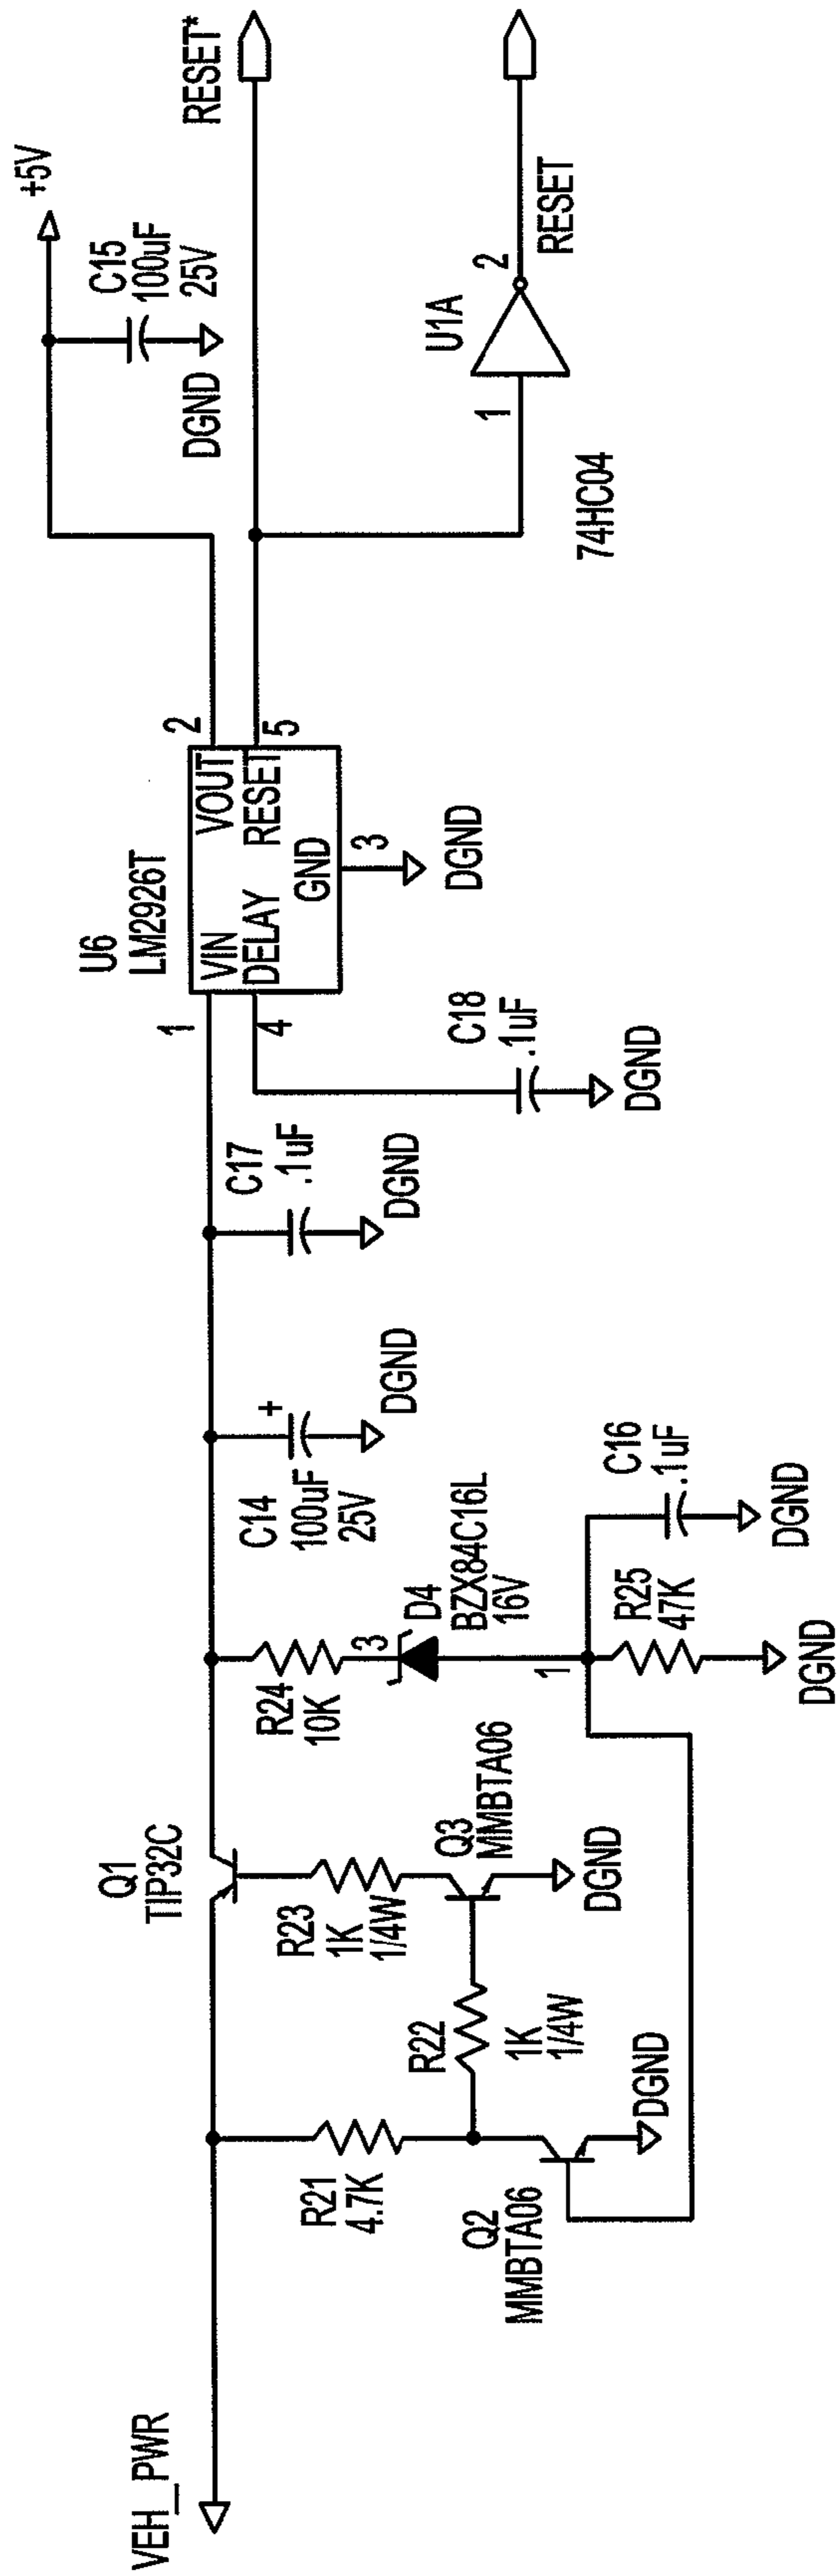 VEH_PWR
R21
4.7K
Q2
MMBTA06
DGND
R22
1K
1/4W
Q1
TIP32C
R23
1K
1/4W
Q3
MMBTA06
DGND
R24
10K
3
D4
BZX84C16L
16V
1
R25
47K
DGND
C16
.1uF
DGND
C14
100uF
25V
+
DGND
C17
.1uF
DGND
C18
.1uF
DGND
U6
LM2926T
1
VIN
4
DELAY
GND
3
DGND
VOUT
2
RESET
5
+5V
C15
100uF
25V
DGND
RESET*
U1A
1
2
74HC04
RESET